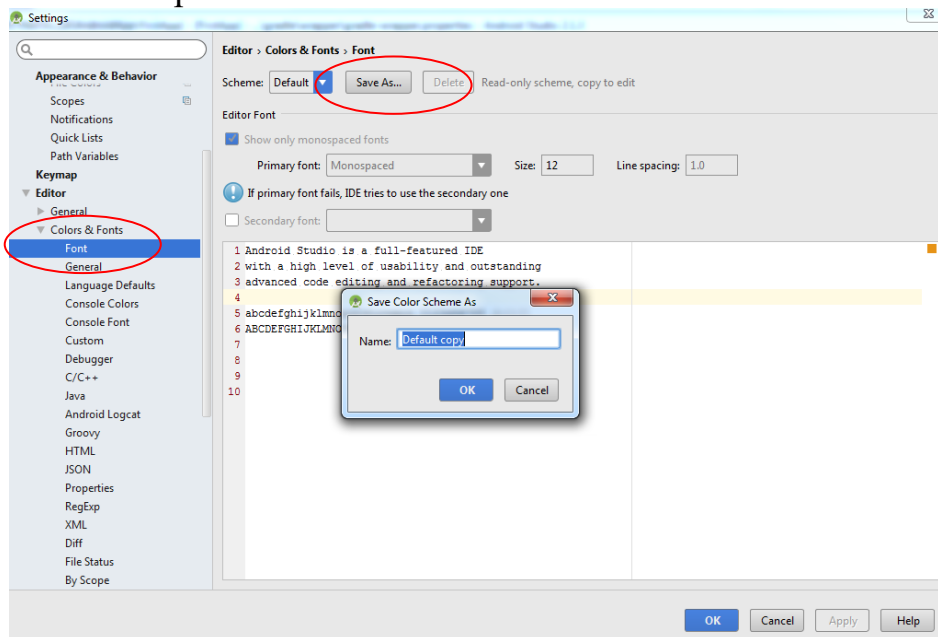 Settings
Editor › Colors & Fonts › Font
Appearance & Behavior
Scopes
Notifications
Quick Lists
Path Variables
Keymap
Editor
General
Colors & Fonts
Font
General
Language Defaults
Console Colors
Console Font
Custom
Debugger
C/C++
Java
Android Logcat
Groovy
HTML
JSON
Properties
RegExp
XML
Diff
File Status
By Scope
Scheme: Default Save As... Delete Read-only scheme, copy to edit
Editor Font
Show only monospaced fonts
Primary font: Monospaced Size: 12 Line spacing: 1.0
If primary font fails, IDE tries to use the secondary one
Secondary font:
1 Android Studio is a full-featured IDE
2 with a high level of usability and outstanding
3 advanced code editing and refactoring support.
4
5 abcdefghijklmno
6 ABCDEFGHIJKLMNO
7
8
9
10
Save Color Scheme As
Name: Default copy
OK Cancel
OK Cancel Apply Help